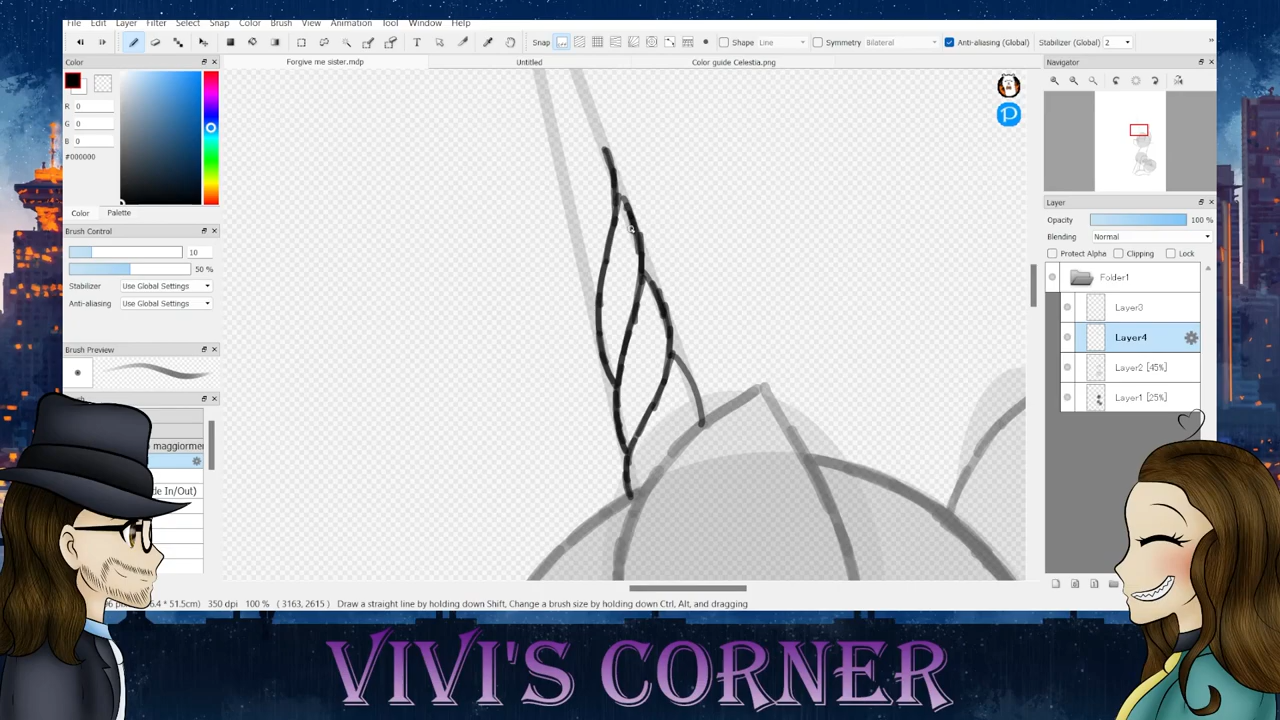 File Edit Layer Filter Select Snap Color Brush View Animation Tool Window Help
Snap Shape Line Symmetry Bilateral Anti-aliasing (Global) Stabilizer (Global) 2
Color
Forgive me sister.mdp Untitled Color guide Celestia.png
Navigator
R 0
G 0
B 0
#000000
Color Palette
Brush Control
10
50 %
Stabilizer Use Global Settings
Anti-aliasing Use Global Settings
Brush Preview
maggiormen
de In/Out)
Layer
Opacity 100 %
Blending Normal
Protect Alpha Clipping Lock
Folder1
Layer3
Layer4
Layer2 [45%]
Layer1 [25%]
* 51.5cm) 350 dpi 100 % ( 3163, 2615 ) Draw a straight line by holding down Shift, Change a brush size by holding down Ctrl, Alt, and dragging
VIVI'S CORNER